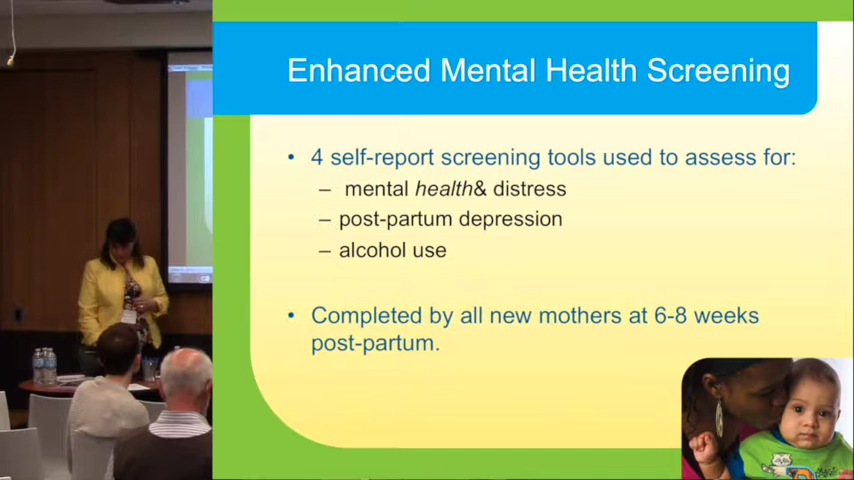 Enhanced Mental Health Screening
• 4 self-report screening tools used to assess for:
– mental health& distress
– post-partum depression
– alcohol use
• Completed by all new mothers at 6-8 weeks
post-partum.